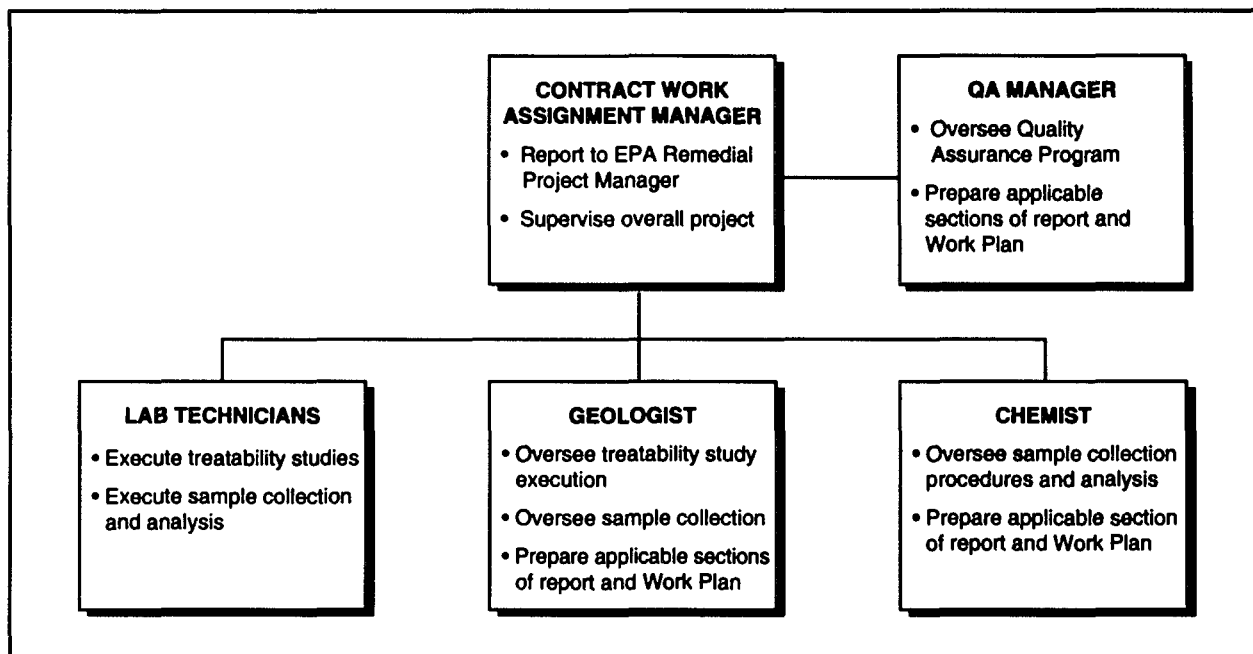 CONTRACT WORK
ASSIGNMENT MANAGER
• Report to EPA Remedial
Project Manager
• Supervise overall project
QA MANAGER
• Oversee Quality
Assurance Program
• Prepare applicable
sections of report and
Work Plan
LAB TECHNICIANS
• Execute treatability studies
• Execute sample collection
and analysis
GEOLOGIST
• Oversee treatability study
execution
• Oversee sample collection
• Prepare applicable sections
of report and Work Plan
CHEMIST
• Oversee sample collection
procedures and analysis
• Prepare applicable section
of report and Work Plan